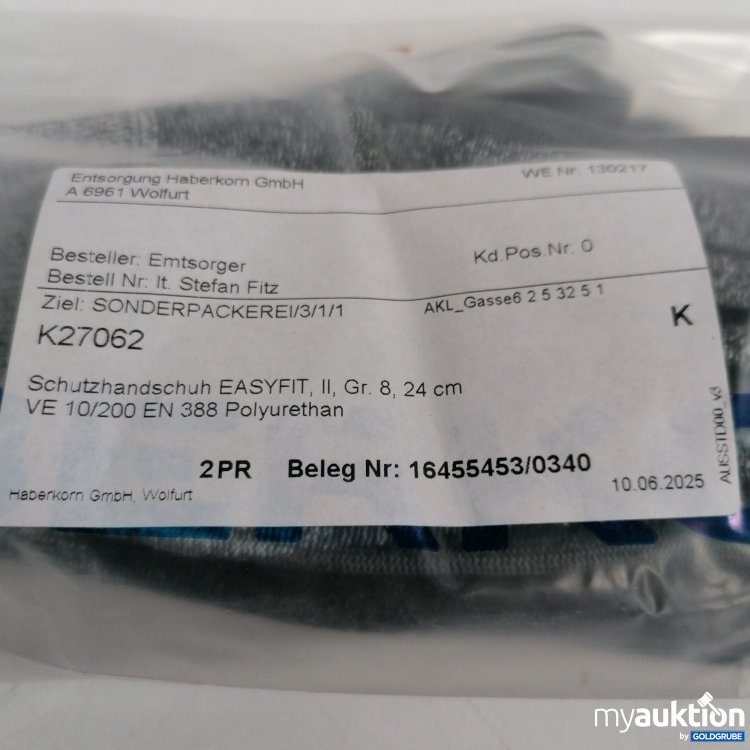 Entsorgung Haberkorn GmbH
A 6961 Wolfurt
WE Nr. 130217
Besteller: Emtsorger
Kd.Pos.Nr. 0
Bestell Nr: lt. Stefan Fitz
Ziel: SONDERPACKEREI/3/1/1
AKL_Gasse6 2 5 32 5 1
K
K27062
Schutzhandschuh EASYFIT, II, Gr. 8, 24 cm
VE 10/200 EN 388 Polyurethan
2PR Beleg Nr: 16455453/0340
10.06.2025
Haberkorn GmbH, Wolfurt
AUSSTD00_v3
myauktion
by GOLDGRUBE